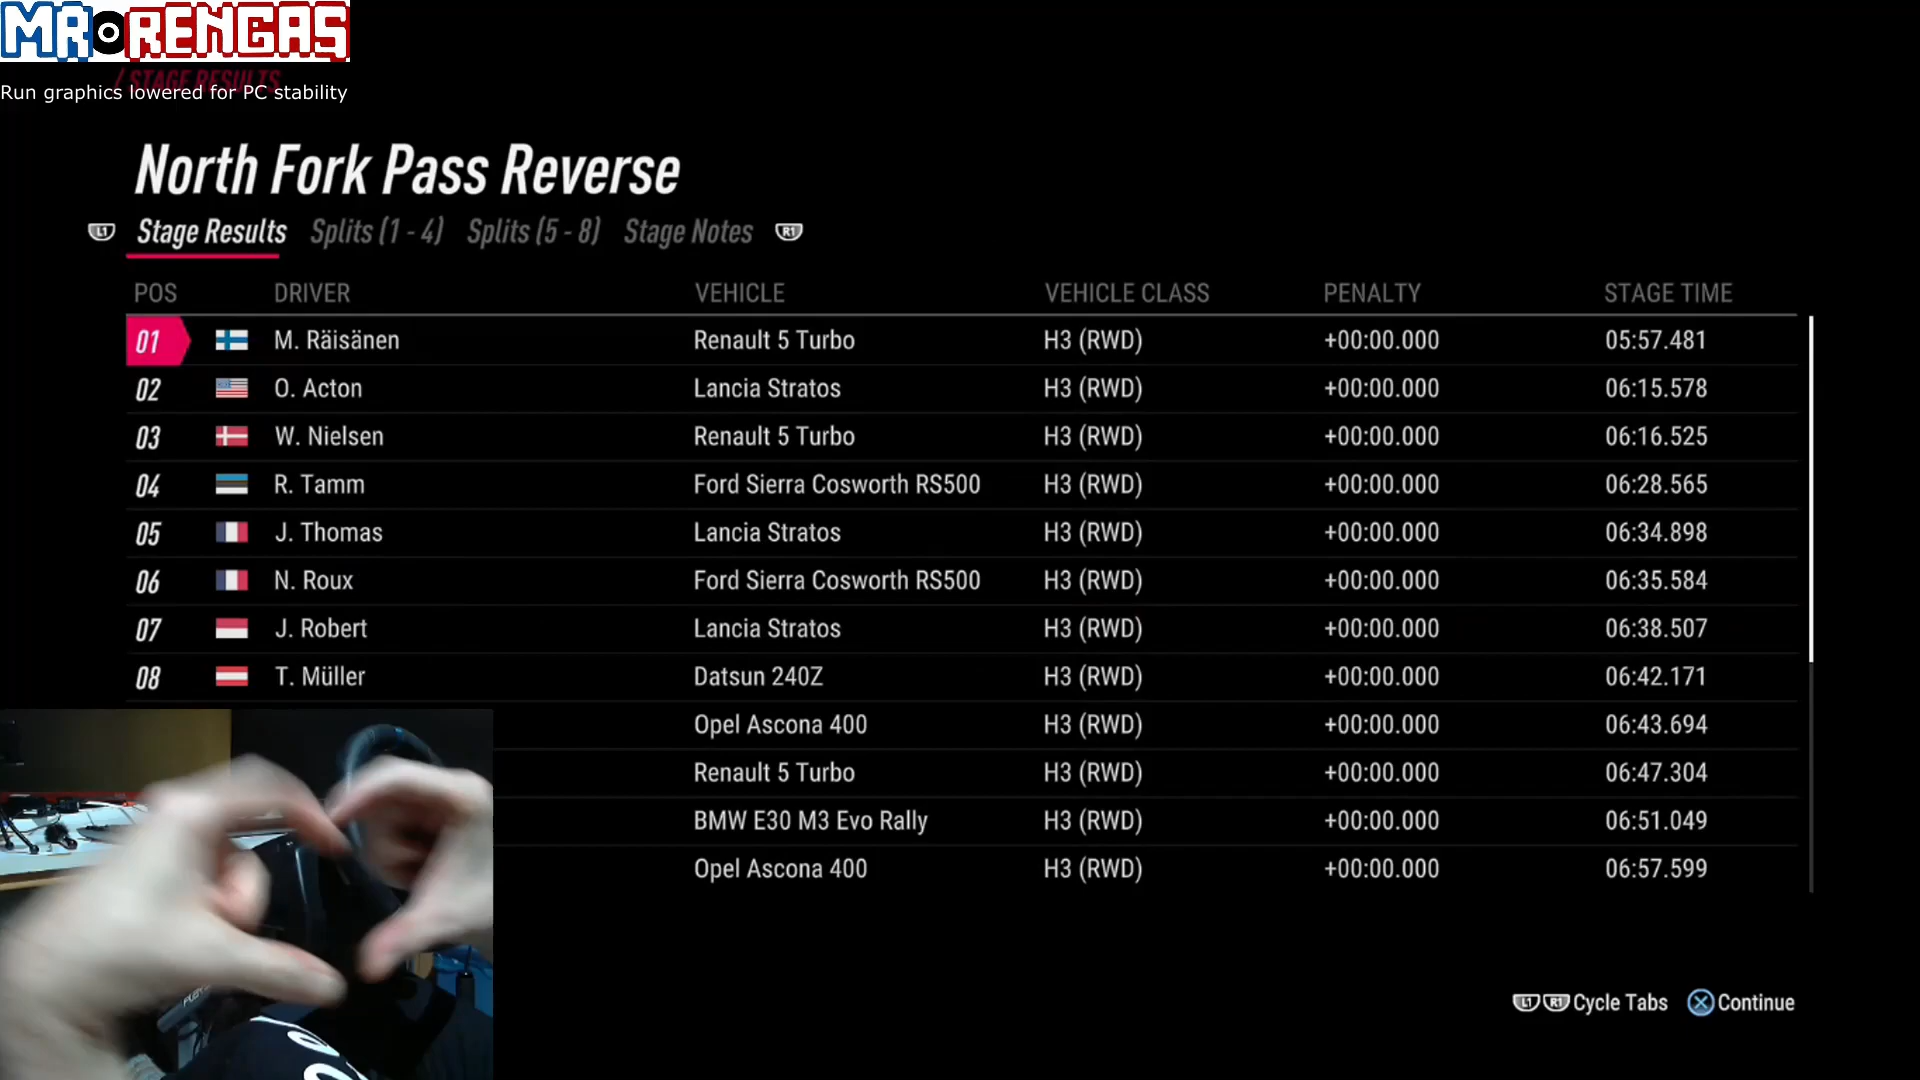 MR RENGAS
/ STAGE RESULTS
Run graphics lowered for PC stability
North Fork Pass Reverse
L1 Stage Results Splits (1 - 4) Splits (5 - 8) Stage Notes R1
POS DRIVER VEHICLE VEHICLE CLASS PENALTY STAGE TIME
01 M. Räisänen Renault 5 Turbo H3 (RWD) +00:00.000 05:57.481
02 O. Acton Lancia Stratos H3 (RWD) +00:00.000 06:15.578
03 W. Nielsen Renault 5 Turbo H3 (RWD) +00:00.000 06:16.525
04 R. Tamm Ford Sierra Cosworth RS500 H3 (RWD) +00:00.000 06:28.565
05 J. Thomas Lancia Stratos H3 (RWD) +00:00.000 06:34.898
06 N. Roux Ford Sierra Cosworth RS500 H3 (RWD) +00:00.000 06:35.584
07 J. Robert Lancia Stratos H3 (RWD) +00:00.000 06:38.507
08 T. Müller Datsun 240Z H3 (RWD) +00:00.000 06:42.171
Opel Ascona 400 H3 (RWD) +00:00.000 06:43.694
Renault 5 Turbo H3 (RWD) +00:00.000 06:47.304
BMW E30 M3 Evo Rally H3 (RWD) +00:00.000 06:51.049
Opel Ascona 400 H3 (RWD) +00:00.000 06:57.599
L1 R1 Cycle Tabs Continue